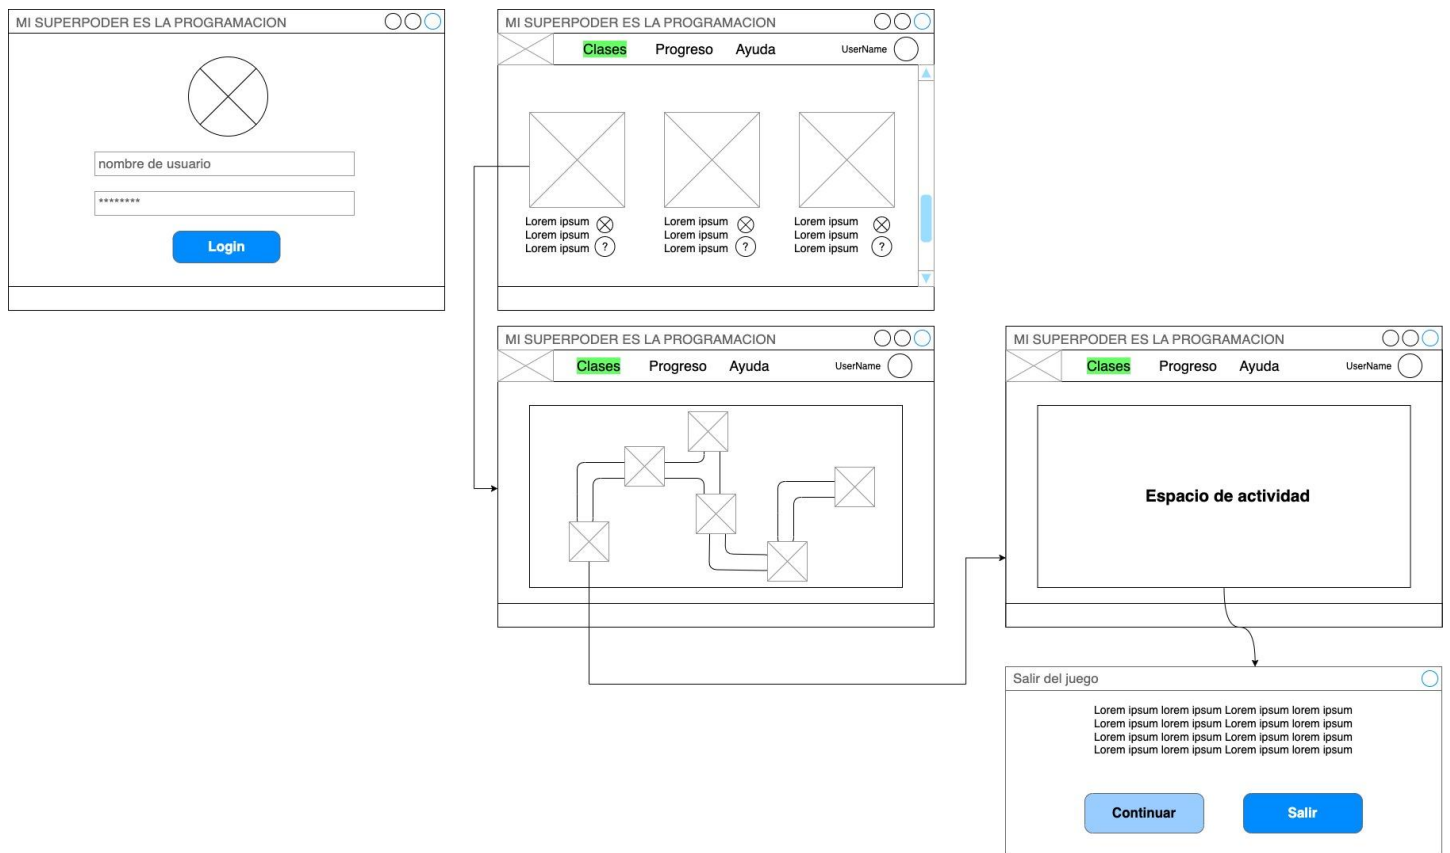 MI SUPERPODER ES LA PROGRAMACION
nombre de usuario
********
Login
MI SUPERPODER ES LA PROGRAMACION
Clases Progreso Ayuda UserName
Lorem ipsum
Lorem ipsum
Lorem ipsum
?
Lorem ipsum
Lorem ipsum
Lorem ipsum
?
Lorem ipsum
Lorem ipsum
Lorem ipsum
?
MI SUPERPODER ES LA PROGRAMACION
Clases Progreso Ayuda UserName
MI SUPERPODER ES LA PROGRAMACION
Clases Progreso Ayuda UserName
Espacio de actividad
Salir del juego
Lorem ipsum lorem ipsum Lorem ipsum lorem ipsum
Lorem ipsum lorem ipsum Lorem ipsum lorem ipsum
Lorem ipsum lorem ipsum Lorem ipsum lorem ipsum
Lorem ipsum lorem ipsum Lorem ipsum lorem ipsum
Continuar Salir